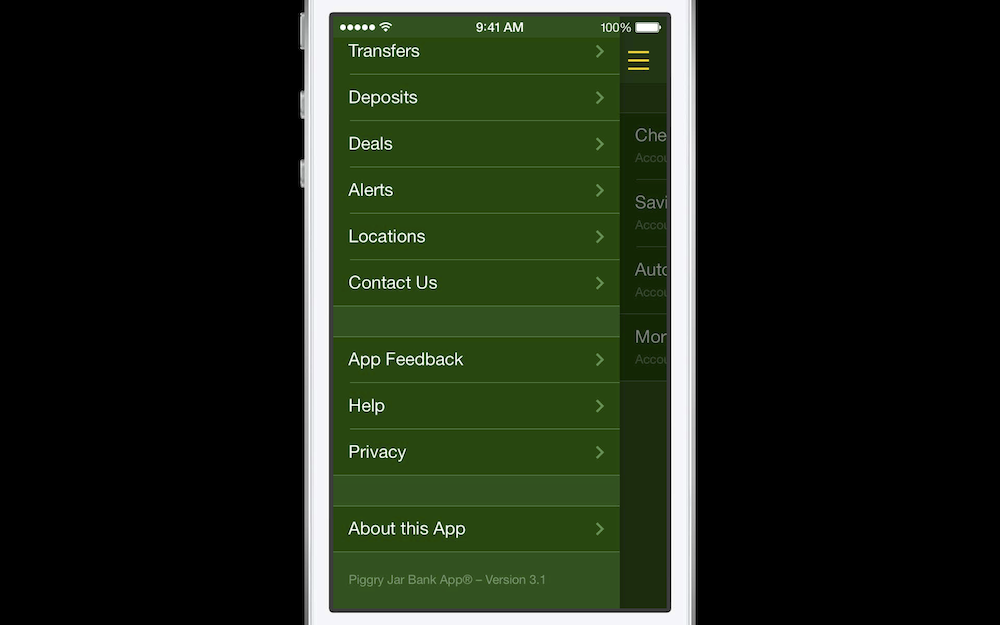 9:41 AM 100%
Transfers
Deposits
Che
Accou
Deals
Alerts
Savi
Accou
Locations
Auto
Accou
Contact Us
Mor
Accou
App Feedback
Help
Privacy
About this App
Piggry Jar Bank App® – Version 3.1